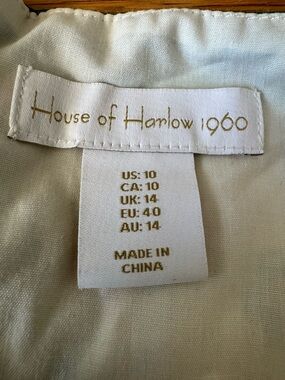 House of Harlow 1960
US: 10
CA: 10
UK: 14
EU: 40
AU: 14
MADE IN
CHINA